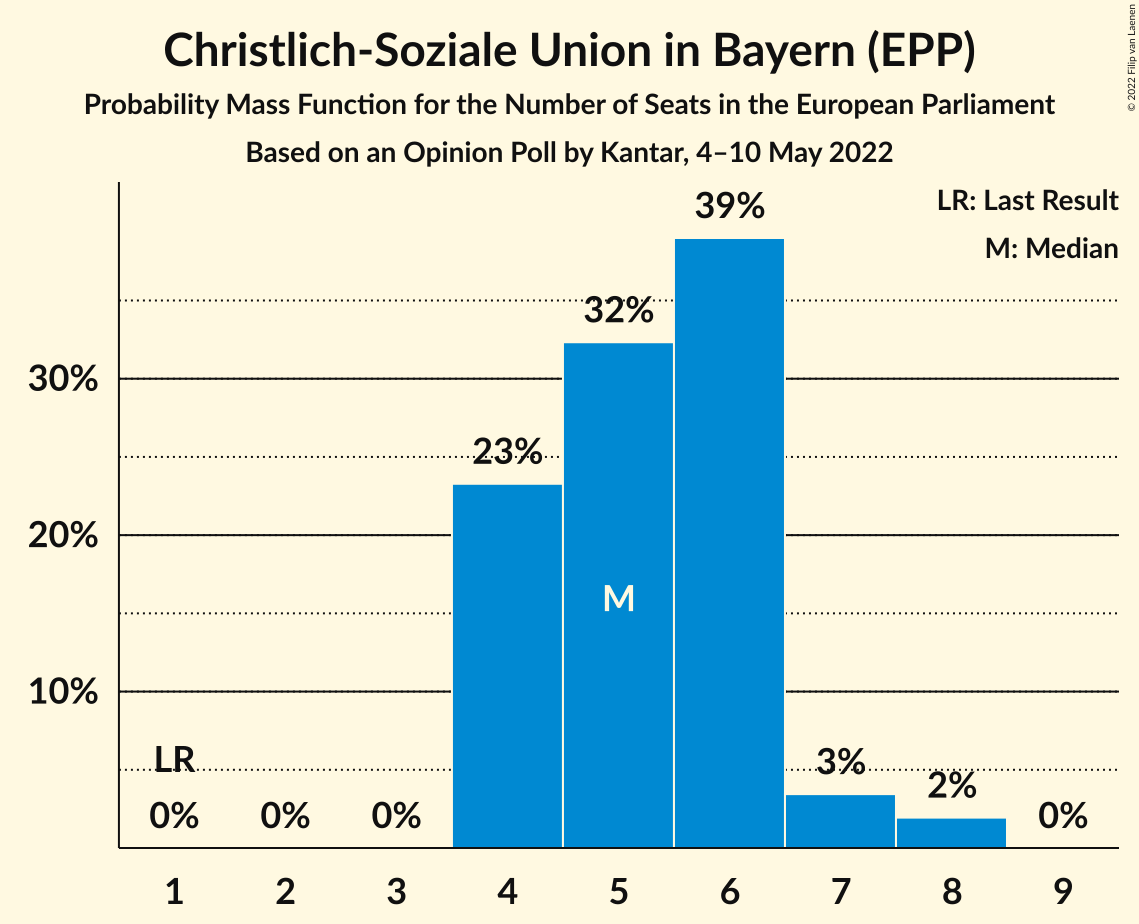 Christlich-Soziale Union in Bayern (EPP)
Probability Mass Function for the Number of Seats in the European Parliament
Based on an Opinion Poll by Kantar, 4–10 May 2022
© 2022 Filip van Laenen
LR: Last Result
M: Median
39%
32%
30%
23%
20%
M
10%
LR
3%
2%
0% 0% 0% 0%
1 2 3 4 5 6 7 8 9